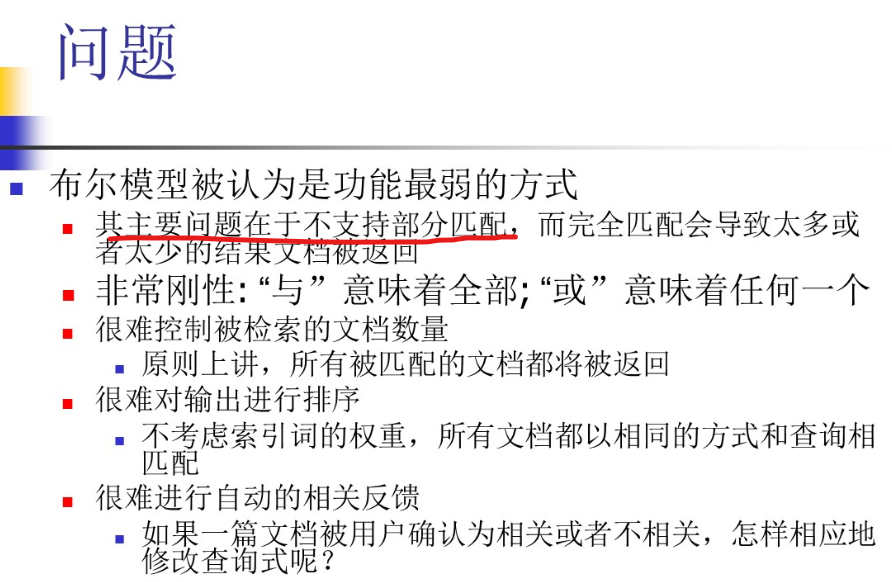 问题
布尔模型被认为是功能最弱的方式
其主要问题在于不支持部分匹配，而完全匹配会导致太多或
者太少的结果文档被返回
非常刚性: “与”意味着全部; “或”意味着任何一个
很难控制被检索的文档数量
原则上讲，所有被匹配的文档都将被返回
很难对输出进行排序
不考虑索引词的权重，所有文档都以相同的方式和查询相
匹配
很难进行自动的相关反馈
如果一篇文档被用户确认为相关或者不相关，怎样相应地
修改查询式呢？